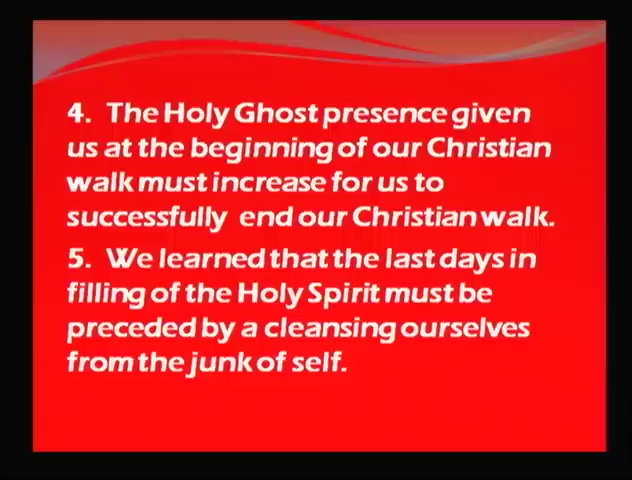 4. The Holy Ghost presence given
us at the beginning of our Christian
walk must increase for us to
successfully end our Christian walk.
5. We learned that the last days in
filling of the Holy Spirit must be
preceded by a cleansing ourselves
from the junk of self.